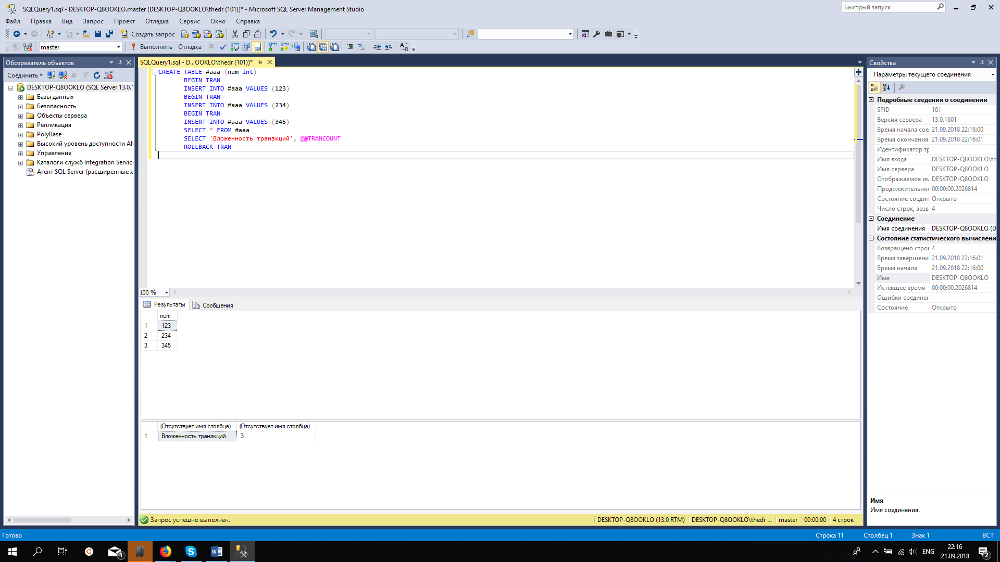 SQLQuery1.sql - DESKTOP-Q8OOKLO.master (DESKTOP-Q8OOKLO\thedr (101))* - Microsoft SQL Server Management Studio
Быстрый запуск
Файл Правка Вид Запрос Проект Отладка Сервис Окно Справка
Создать запрос
master
Выполнить Отладка
Обозреватель объектов
Соединить
DESKTOP-Q8OOKLO (SQL Server 13.0.1
Базы данных
Безопасность
Объекты сервера
Репликация
PolyBase
Высокий уровень доступности Al
Управление
Каталоги служб Integration Servic
Агент SQL Server (расширенные х
SQLQuery1.sql - D...OOKLO\thedr (101))*
CREATE TABLE #aaa (num int)
BEGIN TRAN
INSERT INTO #aaa VALUES (123)
BEGIN TRAN
INSERT INTO #aaa VALUES (234)
BEGIN TRAN
INSERT INTO #aaa VALUES (345)
SELECT * FROM #aaa
SELECT 'Вложенность транзкций', @@TRANCOUNT
ROLLBACK TRAN
100 %
Результаты Сообщения
num
1 123
2 234
3 345
(Отсутствует имя столбца) (Отсутствует имя столбца)
1 Вложенность транзкций 3
Запрос успешно выполнен.
DESKTOP-Q8OOKLO (13.0 RTM) DESKTOP-Q8OOKLO\thedr ... master 00:00:00 4 строк
Свойства
Параметры текущего соединения
Подробные сведения о соединении
SPID 101
Версия сервера 13.0.1601
Время начала сое, 21.09.2018 22:16:00
Время окончания 21.09.2018 22:16:01
Идентификатор тр
Имя входа DESKTOP-Q8OOKLO\th
Имя сервера DESKTOP-Q8OOKLO
Отображаемое им DESKTOP-Q8OOKLO
Продолжительнос 00:00:00.2026814
Состояние соедин Открыто
Число строк, возв 4
Соединение
Имя соединения DESKTOP-Q8OOKLO (D
Состояние статистического вычислени
Возвращено строк 4
Время завершени 21.09.2018 22:16:01
Время начала 21.09.2018 22:16:00
Имя DESKTOP-Q8OOKLO
Истекшее время 00:00:00.2026814
Ошибки соединен
Состояние Открыто
Имя
Имя соединения.
Готово
Строка 11 Столбец 1 Знак 1 ВСТ
1
ENG
22:16
21.09.2018
2